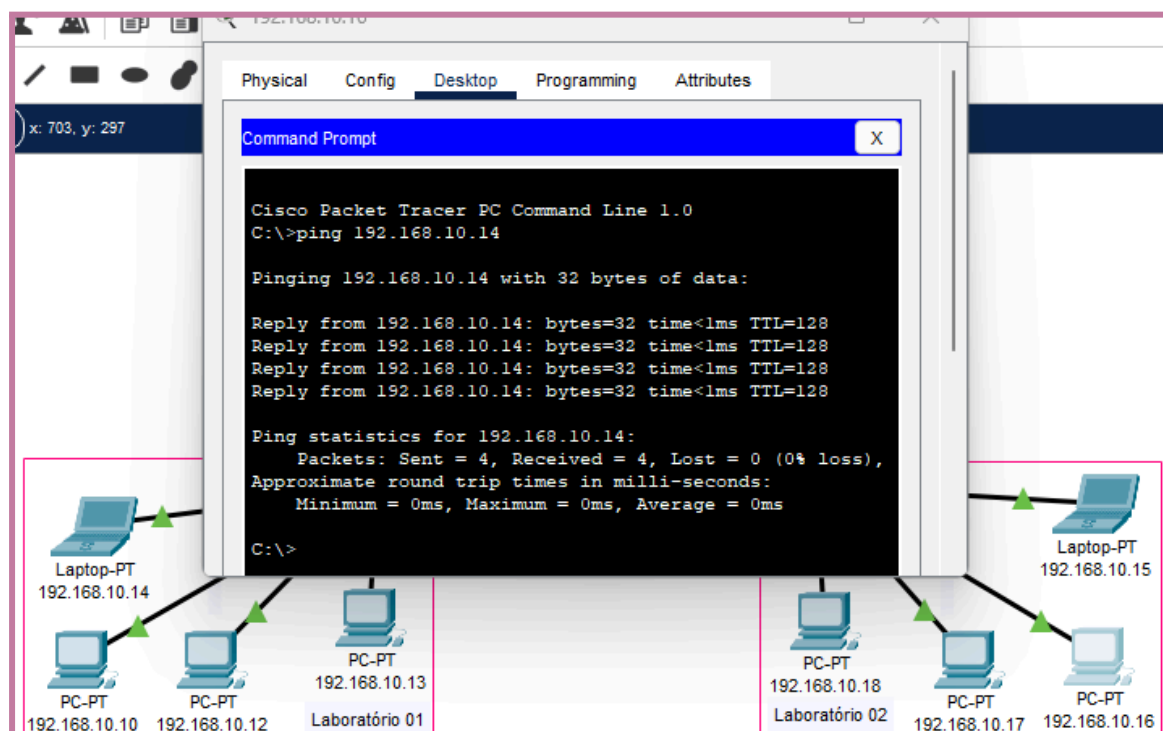 Physical Config Desktop Programming Attributes
x: 703, y: 297
Command Prompt X
Cisco Packet Tracer PC Command Line 1.0
C:\>ping 192.168.10.14
Pinging 192.168.10.14 with 32 bytes of data:
Reply from 192.168.10.14: bytes=32 time<1ms TTL=128
Reply from 192.168.10.14: bytes=32 time<1ms TTL=128
Reply from 192.168.10.14: bytes=32 time<1ms TTL=128
Reply from 192.168.10.14: bytes=32 time<1ms TTL=128
Ping statistics for 192.168.10.14:
Packets: Sent = 4, Received = 4, Lost = 0 (0% loss),
Approximate round trip times in milli-seconds:
Minimum = 0ms, Maximum = 0ms, Average = 0ms
C:\>
Laptop-PT
192.168.10.14
PC-PT
192.168.10.10
PC-PT
192.168.10.12
PC-PT
192.168.10.13
Laboratório 01
Laptop-PT
192.168.10.15
PC-PT
192.168.10.18
Laboratório 02
PC-PT
192.168.10.17
PC-PT
192.168.10.16